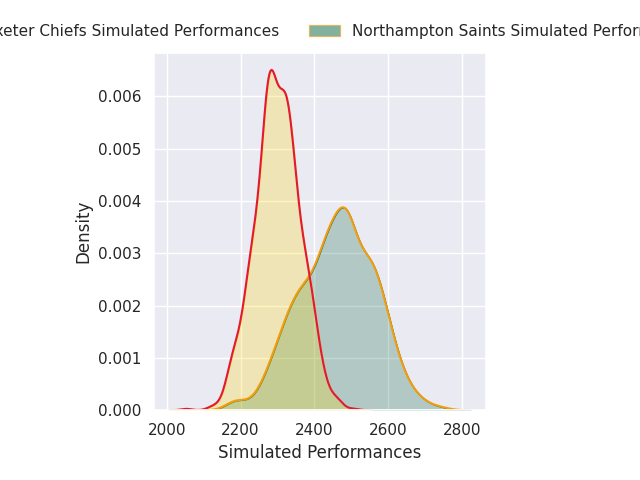 xeter Chiefs Simulated Performances
Northampton Saints Simulated Perfor
0.006
0.005
0.004
0.003
0.002
0.001
0.000
Density
2000 2200 2400 2600 2800
Simulated Performances